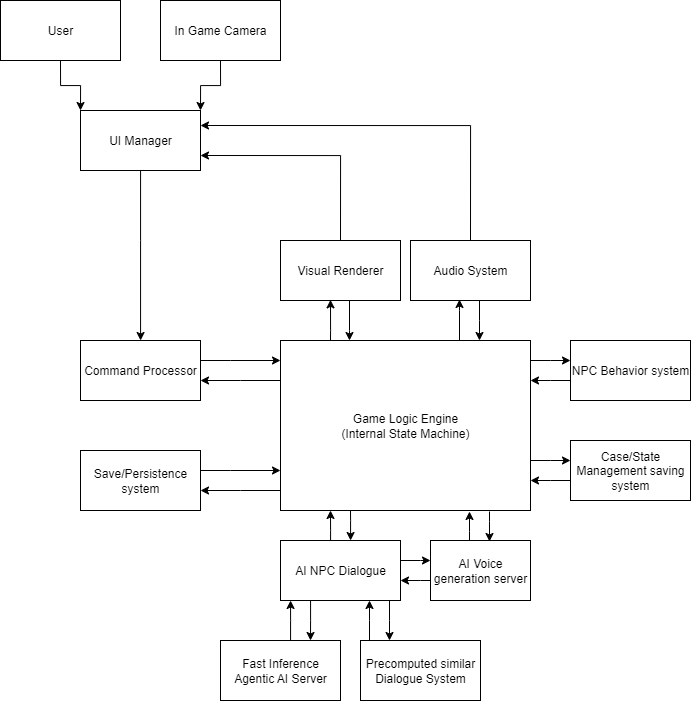 User
In Game Camera
UI Manager
Visual Renderer
Audio System
Command Processor
Game Logic Engine
(Internal State Machine)
NPC Behavior system
Save/Persistence
system
Case/State
Management saving
system
AI NPC Dialogue
AI Voice
generation server
Fast Inference
Agentic AI Server
Precomputed similar
Dialogue System